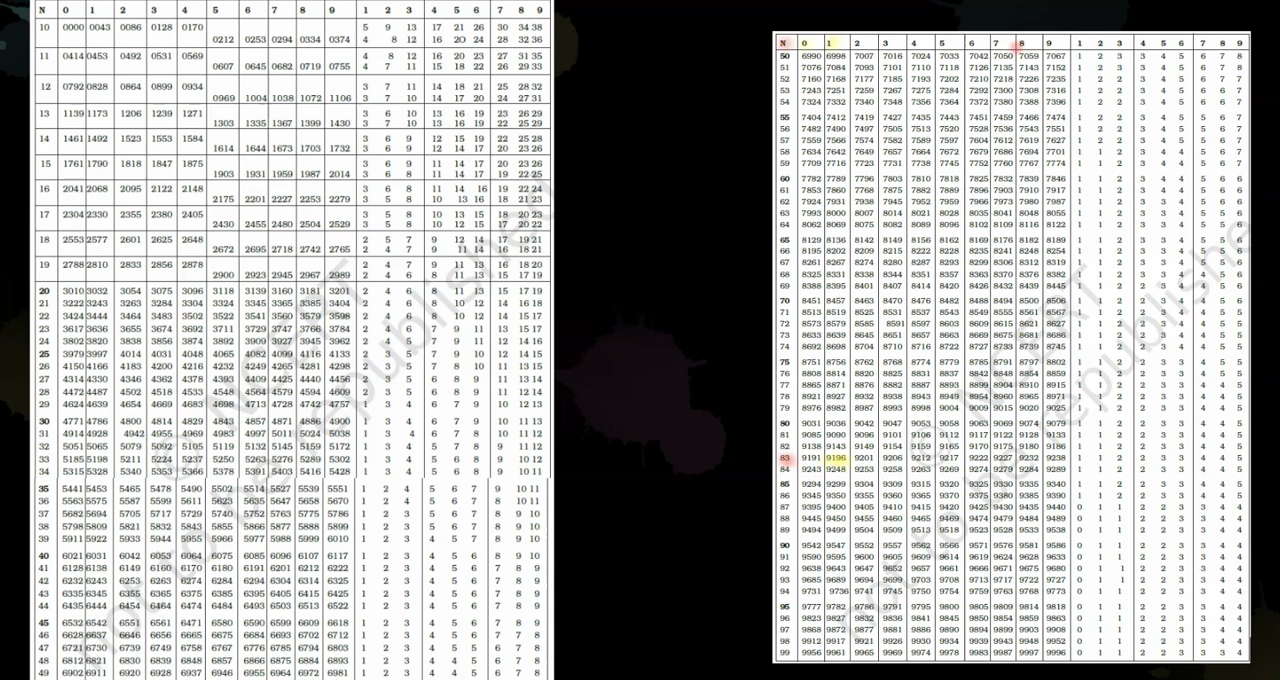 N 0 1 2 3 4 5 6 7 8 9 1 2 3 4 5 6 7 8 9
10 0000 0043 0086 0128 0170 5 9 13 17 21 26 30 34 38
0212 0253 0294 0334 0374 4 8 12 16 20 24 28 32 36
11 0414 0453 0492 0531 0569 4 8 12 16 20 23 27 31 35
0607 0645 0682 0719 0755 4 7 11 15 18 22 26 29 33
12 0792 0828 0864 0899 0934 3 7 11 14 18 21 25 28 32
0969 1004 1038 1072 1106 3 7 10 14 17 20 24 27 31
13 1139 1173 1206 1239 1271 3 6 10 13 16 19 23 26 29
1303 1335 1367 1399 1430 3 7 10 13 16 19 22 25 29
14 1461 1492 1523 1553 1584 3 6 9 12 15 19 22 25 28
1614 1644 1673 1703 1732 3 6 9 12 14 17 20 23 26
15 1761 1790 1818 1847 1875 3 6 9 11 14 17 20 23 26
1903 1931 1959 1987 2014 3 6 8 11 14 17 19 22 25
16 2041 2068 2095 2122 2148 3 6 8 11 14 16 19 22 24
2175 2201 2227 2253 2279 3 5 8 10 13 16 18 21 23
17 2304 2330 2355 2380 2405 3 5 8 10 13 15 18 20 23
2430 2455 2480 2504 2529 3 5 8 10 12 15 17 20 22
18 2553 2577 2601 2625 2648 2 5 7 9 12 14 19 21
2672 2695 2718 2742 2765 2 4 7 9 11 14 16 18 21
19 2788 2810 2833 2856 2878 2 4 7 9 11 13 16 18 20
2900 2923 2945 2967 2989 2 4 6 8 11 13 15 17 19
20 3010 3032 3054 3075 3096 3118 3139 3160 3181 3201 2 4 6 8 11 13 15 17 19
21 3222 3243 3263 3284 3304 3324 3345 3365 3385 3404 2 4 6 8 10 12 14 16 18
22 3424 3444 3464 3483 3502 3522 3541 3560 3579 3598 2 4 6 8 10 12 14 15 17
23 3617 3636 3655 3674 3692 3711 3729 3747 3766 3784 2 4 6 7 9 11 13 15 17
24 3802 3820 3838 3856 3874 3892 3909 3927 3945 3962 2 4 5 7 9 11 12 14 16
25 3979 3997 4014 4031 4048 4065 4082 4099 4116 4133 2 3 5 7 9 10 12 14 15
26 4150 4166 4183 4200 4216 4232 4249 4265 4281 4298 2 3 5 7 8 10 11 13 15
27 4314 4330 4346 4362 4378 4393 4409 4425 4440 4456 2 3 5 6 8 9 11 13 14
28 4472 4487 4502 4518 4533 4548 4564 4579 4594 4609 2 3 5 6 8 9 11 12 14
29 4624 4639 4654 4669 4683 4698 4713 4728 4742 4757 1 3 4 6 7 9 10 12 13
30 4771 4786 4800 4814 4829 4843 4857 4871 4886 4900 1 3 4 6 7 9 10 11 13
31 4914 4928 4942 4955 4969 4983 4997 5011 5024 5038 1 3 4 6 7 8 10 11 12
32 5051 5065 5079 5092 5105 5119 5132 5145 5159 5172 1 3 4 5 7 8 9 11 12
33 5185 5198 5211 5224 5237 5250 5263 5276 5289 5302 1 3 4 5 6 8 9 10 12
34 5315 5328 5340 5353 5366 5378 5391 5403 5416 5428 1 3 4 5 6 8 9 10 11
35 5441 5453 5465 5478 5490 5502 5514 5527 5539 5551 1 2 4 5 6 7 9 10 11
36 5563 5575 5587 5599 5611 5623 5635 5647 5658 5670 1 2 4 5 6 7 8 10 11
37 5682 5694 5705 5717 5729 5740 5752 5763 5775 5786 1 2 3 5 6 7 8 9 10
38 5798 5809 5821 5832 5843 5855 5866 5877 5888 5899 1 2 3 5 6 7 8 9 10
39 5911 5922 5933 5944 5955 5966 5977 5988 5999 6010 1 2 3 4 5 7 8 9 10
40 6021 6031 6042 6053 6064 6075 6085 6096 6107 6117 1 2 3 4 5 6 8 9 10
41 6128 6138 6149 6160 6170 6180 6191 6201 6212 6222 1 2 3 4 5 6 7 8 9
42 6232 6243 6253 6263 6274 6284 6294 6304 6314 6325 1 2 3 4 5 6 7 8 9
43 6335 6345 6355 6365 6375 6385 6395 6405 6415 6425 1 2 3 4 5 6 7 8 9
44 6435 6444 6454 6464 6474 6484 6493 6503 6513 6522 1 2 3 4 5 6 7 8 9
45 6532 6542 6551 6561 6471 6580 6590 6599 6609 6618 1 2 3 4 5 6 7 8 9
46 6628 6637 6646 6656 6665 6675 6684 6693 6702 6712 1 2 3 4 5 6 7 7 8
47 6721 6730 6739 6749 6758 6767 6776 6785 6794 6803 1 2 3 4 5 5 6 7 8
48 6812 6821 6830 6839 6848 6857 6866 6875 6884 6893 1 2 3 4 4 5 6 7 8
49 6902 6911 6920 6928 6937 6946 6955 6964 6972 6981 1 2 3 4 4 5 6 7 8
N 0 1 2 3 4 5 6 7 8 9 1 2 3 4 5 6 7 8 9
50 6990 6998 7007 7016 7024 7033 7042 7050 7059 7067 1 2 3 3 4 5 6 7 8
51 7076 7084 7093 7101 7110 7118 7126 7135 7143 7152 1 2 3 3 4 5 6 7 8
52 7160 7168 7177 7185 7193 7202 7210 7218 7226 7235 1 2 2 3 4 5 6 7 7
53 7243 7251 7259 7267 7275 7284 7292 7300 7308 7316 1 2 2 3 4 5 6 6 7
54 7324 7332 7340 7348 7356 7364 7372 7380 7388 7396 1 2 2 3 4 5 6 6 7
55 7404 7412 7419 7427 7435 7443 7451 7459 7466 7474 1 2 2 3 4 5 5 6 7
56 7482 7490 7497 7505 7513 7520 7528 7536 7543 7551 1 2 2 3 4 5 5 6 7
57 7559 7566 7574 7582 7589 7597 7604 7612 7619 7627 1 2 2 3 4 5 5 6 7
58 7634 7642 7649 7657 7664 7672 7679 7686 7694 7701 1 1 2 3 4 4 5 6 7
59 7709 7716 7723 7731 7738 7745 7752 7760 7767 7774 1 1 2 3 4 4 5 6 7
60 7782 7789 7796 7803 7810 7818 7825 7832 7839 7846 1 1 2 3 4 4 5 6 6
61 7853 7860 7868 7875 7882 7889 7896 7903 7910 7917 1 1 2 3 4 4 5 6 6
62 7924 7931 7938 7945 7952 7959 7966 7973 7980 7987 1 1 2 3 3 4 5 6 6
63 7993 8000 8007 8014 8021 8028 8035 8041 8048 8055 1 1 2 3 3 4 5 5 6
64 8062 8069 8075 8082 8089 8096 8102 8109 8116 8122 1 1 2 3 3 4 5 5 6
65 8129 8136 8142 8149 8156 8162 8169 8176 8182 8189 1 1 2 3 3 4 5 5 6
66 8195 8202 8209 8215 8222 8228 8235 8241 8248 8254 1 1 2 3 3 4 5 5 6
67 8261 8267 8274 8280 8287 8293 8299 8306 8312 8319 1 1 2 3 3 4 5 5 6
68 8325 8331 8338 8344 8351 8357 8363 8370 8376 8382 1 1 2 3 3 4 4 5 6
69 8388 8395 8401 8407 8414 8420 8426 8432 8439 8445 1 1 2 2 3 4 4 5 6
70 8451 8457 8463 8470 8476 8482 8488 8494 8500 8506 1 1 2 2 3 4 4 5 6
71 8513 8519 8525 8531 8537 8543 8549 8555 8561 8567 1 1 2 2 3 4 4 5 5
72 8573 8579 8585 8591 8597 8603 8609 8615 8621 8627 1 1 2 2 3 4 4 5 5
73 8633 8639 8645 8651 8657 8663 8669 8675 8681 8686 1 1 2 2 3 4 4 5 5
74 8692 8698 8704 8710 8716 8722 8727 8733 8739 8745 1 1 2 2 3 4 4 5 5
75 8751 8756 8762 8768 8774 8779 8785 8791 8797 8802 1 1 2 2 3 3 4 5 5
76 8808 8814 8820 8825 8831 8837 8842 8848 8854 8859 1 1 2 2 3 3 4 5 5
77 8865 8871 8876 8882 8887 8893 8899 8904 8910 8915 1 1 2 2 3 3 4 4 5
78 8921 8927 8932 8938 8943 8949 8954 8960 8965 8971 1 1 2 2 3 3 4 4 5
79 8976 8982 8987 8993 8998 9004 9009 9015 9020 9025 1 1 2 2 3 3 4 4 5
80 9031 9036 9042 9047 9053 9058 9063 9069 9074 9079 1 1 2 2 3 3 4 4 5
81 9085 9090 9096 9101 9106 9112 9117 9122 9128 9133 1 1 2 2 3 3 4 4 5
82 9138 9143 9149 9154 9159 9165 9170 9175 9180 9186 1 1 2 2 3 3 4 4 5
83 9191 9196 9201 9206 9212 9217 9222 9227 9232 9238 1 1 2 2 3 3 4 4 5
84 9243 9248 9253 9258 9263 9269 9274 9279 9284 9289 1 1 2 2 3 3 4 4 5
85 9294 9299 9304 9309 9315 9320 9325 9330 9335 9340 1 1 2 2 3 3 4 4 5
86 9345 9350 9355 9360 9365 9370 9375 9380 9385 9390 1 1 2 2 3 3 4 4 5
87 9395 9400 9405 9410 9415 9420 9425 9430 9435 9440 0 1 1 2 2 3 3 4 4
88 9445 9450 9455 9460 9465 9469 9474 9479 9484 9489 0 1 1 2 2 3 3 4 4
89 9494 9499 9504 9509 9513 9518 9523 9528 9533 9538 0 1 1 2 2 3 3 4 4
90 9542 9547 9552 9557 9562 9566 9571 9576 9581 9586 0 1 1 2 2 3 3 4 4
91 9590 9595 9600 9605 9609 9614 9619 9624 9628 9633 0 1 1 2 2 3 3 4 4
92 9638 9643 9647 9652 9657 9661 9666 9671 9675 9680 0 1 1 2 2 3 3 4 4
93 9685 9689 9694 9699 9703 9708 9713 9717 9722 9727 0 1 1 2 2 3 3 4 4
94 9731 9736 9741 9745 9750 9754 9759 9763 9768 9773 0 1 1 2 2 3 3 4 4
95 9777 9782 9786 9791 9795 9800 9805 9809 9814 9818 0 1 1 2 2 3 3 4 4
96 9823 9827 9832 9836 9841 9845 9850 9854 9859 9863 0 1 1 2 2 3 3 4 4
97 9868 9872 9877 9881 9886 9890 9894 9899 9903 9908 0 1 1 2 2 3 3 4 4
98 9912 9917 9921 9926 9930 9934 9939 9943 9948 9952 0 1 1 2 2 3 3 4 4
99 9956 9961 9965 9969 9974 9978 9983 9987 9997 9996 0 1 1 2 2 3 3 3 4
© NCERT
not to be republished
© NCERT
not to be republished